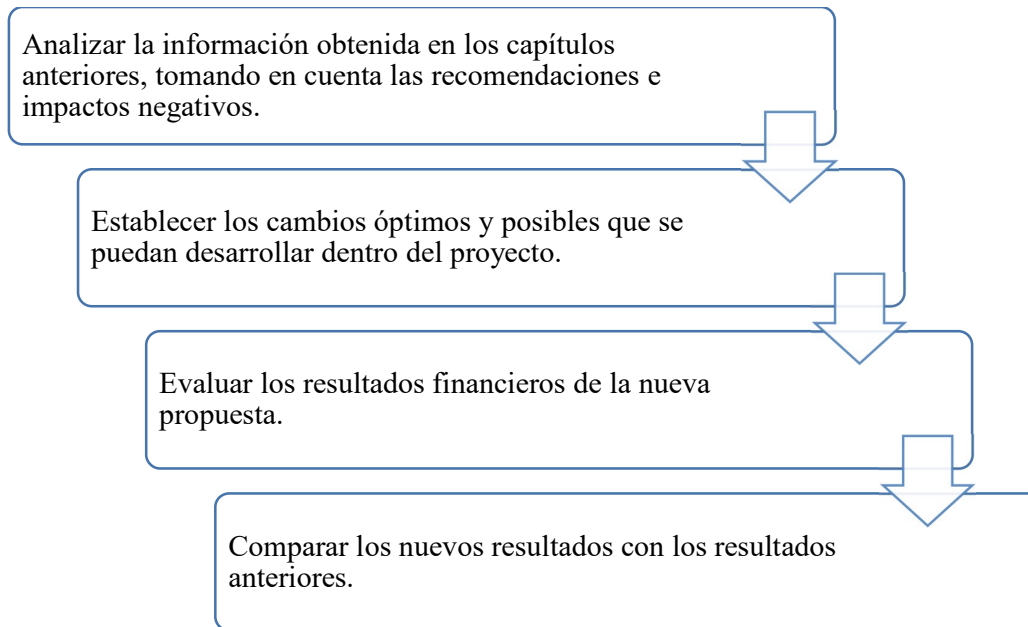 Analizar la información obtenida en los capítulos
anteriores, tomando en cuenta las recomendaciones e
impactos negativos.
Establecer los cambios óptimos y posibles que se
puedan desarrollar dentro del proyecto.
Evaluar los resultados financieros de la nueva
propuesta.
Comparar los nuevos resultados con los resultados
anteriores.